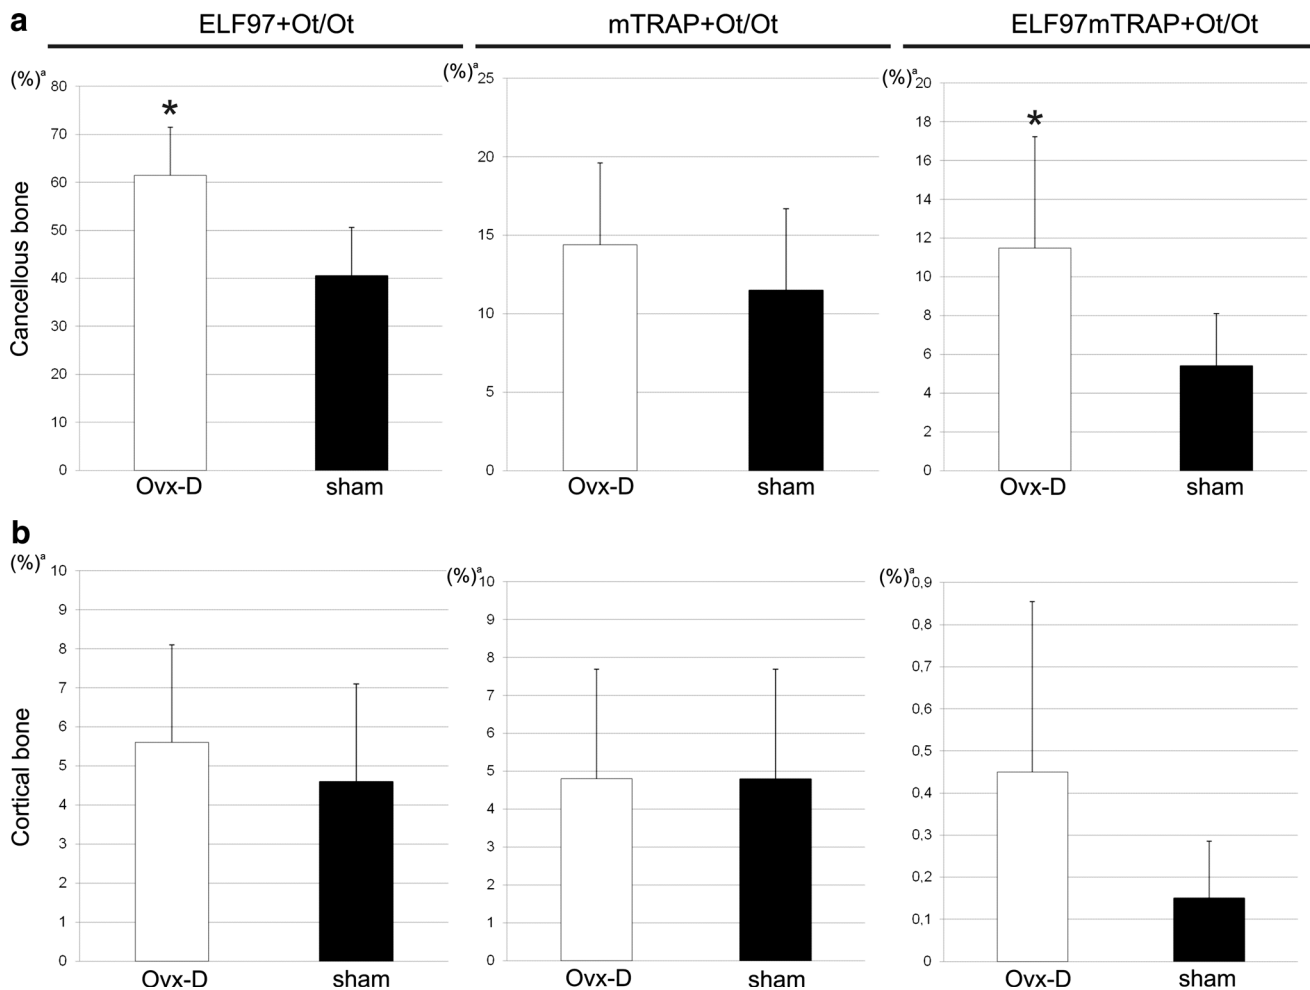 a
ELF97+Ot/Ot
mTRAP+Ot/Ot
ELF97mTRAP+Ot/Ot
Cancellous bone
(%)ª
80
70
60
50
40
30
20
10
0
*
Ovx-D
sham
(%)ª
25
20
15
10
5
0
Ovx-D
sham
(%)ª
20
18
16
14
12
10
8
6
4
2
0
*
Ovx-D
sham
b
Cortical bone
(%)ª
10
9
8
7
6
5
4
3
2
1
0
Ovx-D
sham
(%)ª
10
9
8
7
6
5
4
3
2
1
0
Ovx-D
sham
(%)ª
0,9
0,8
0,7
0,6
0,5
0,4
0,3
0,2
0,1
0
Ovx-D
sham